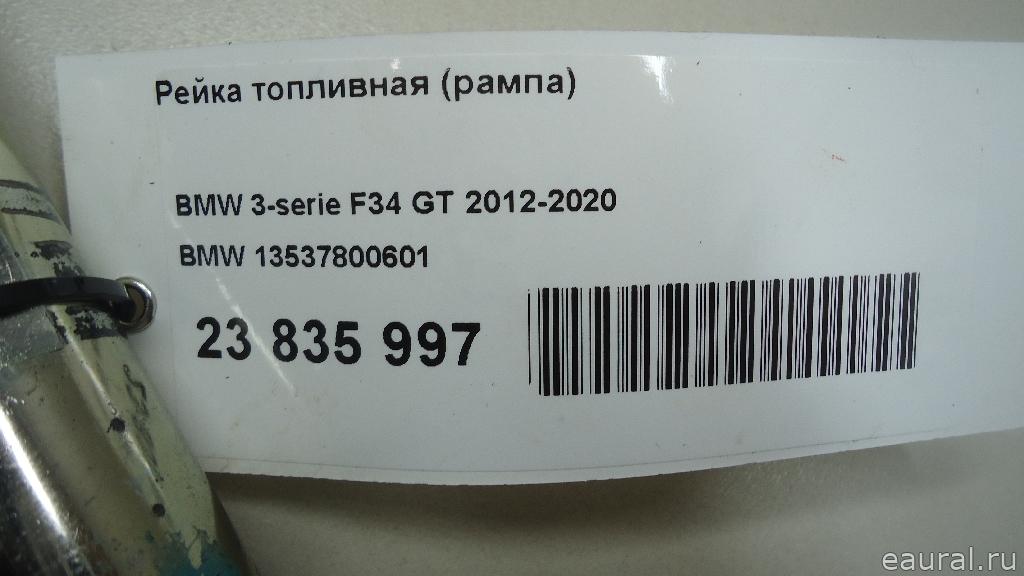 Рейка топливная (рампа)
BMW 3-serie F34 GT 2012-2020
BMW 13537800601
23 835 997
eaural.ru